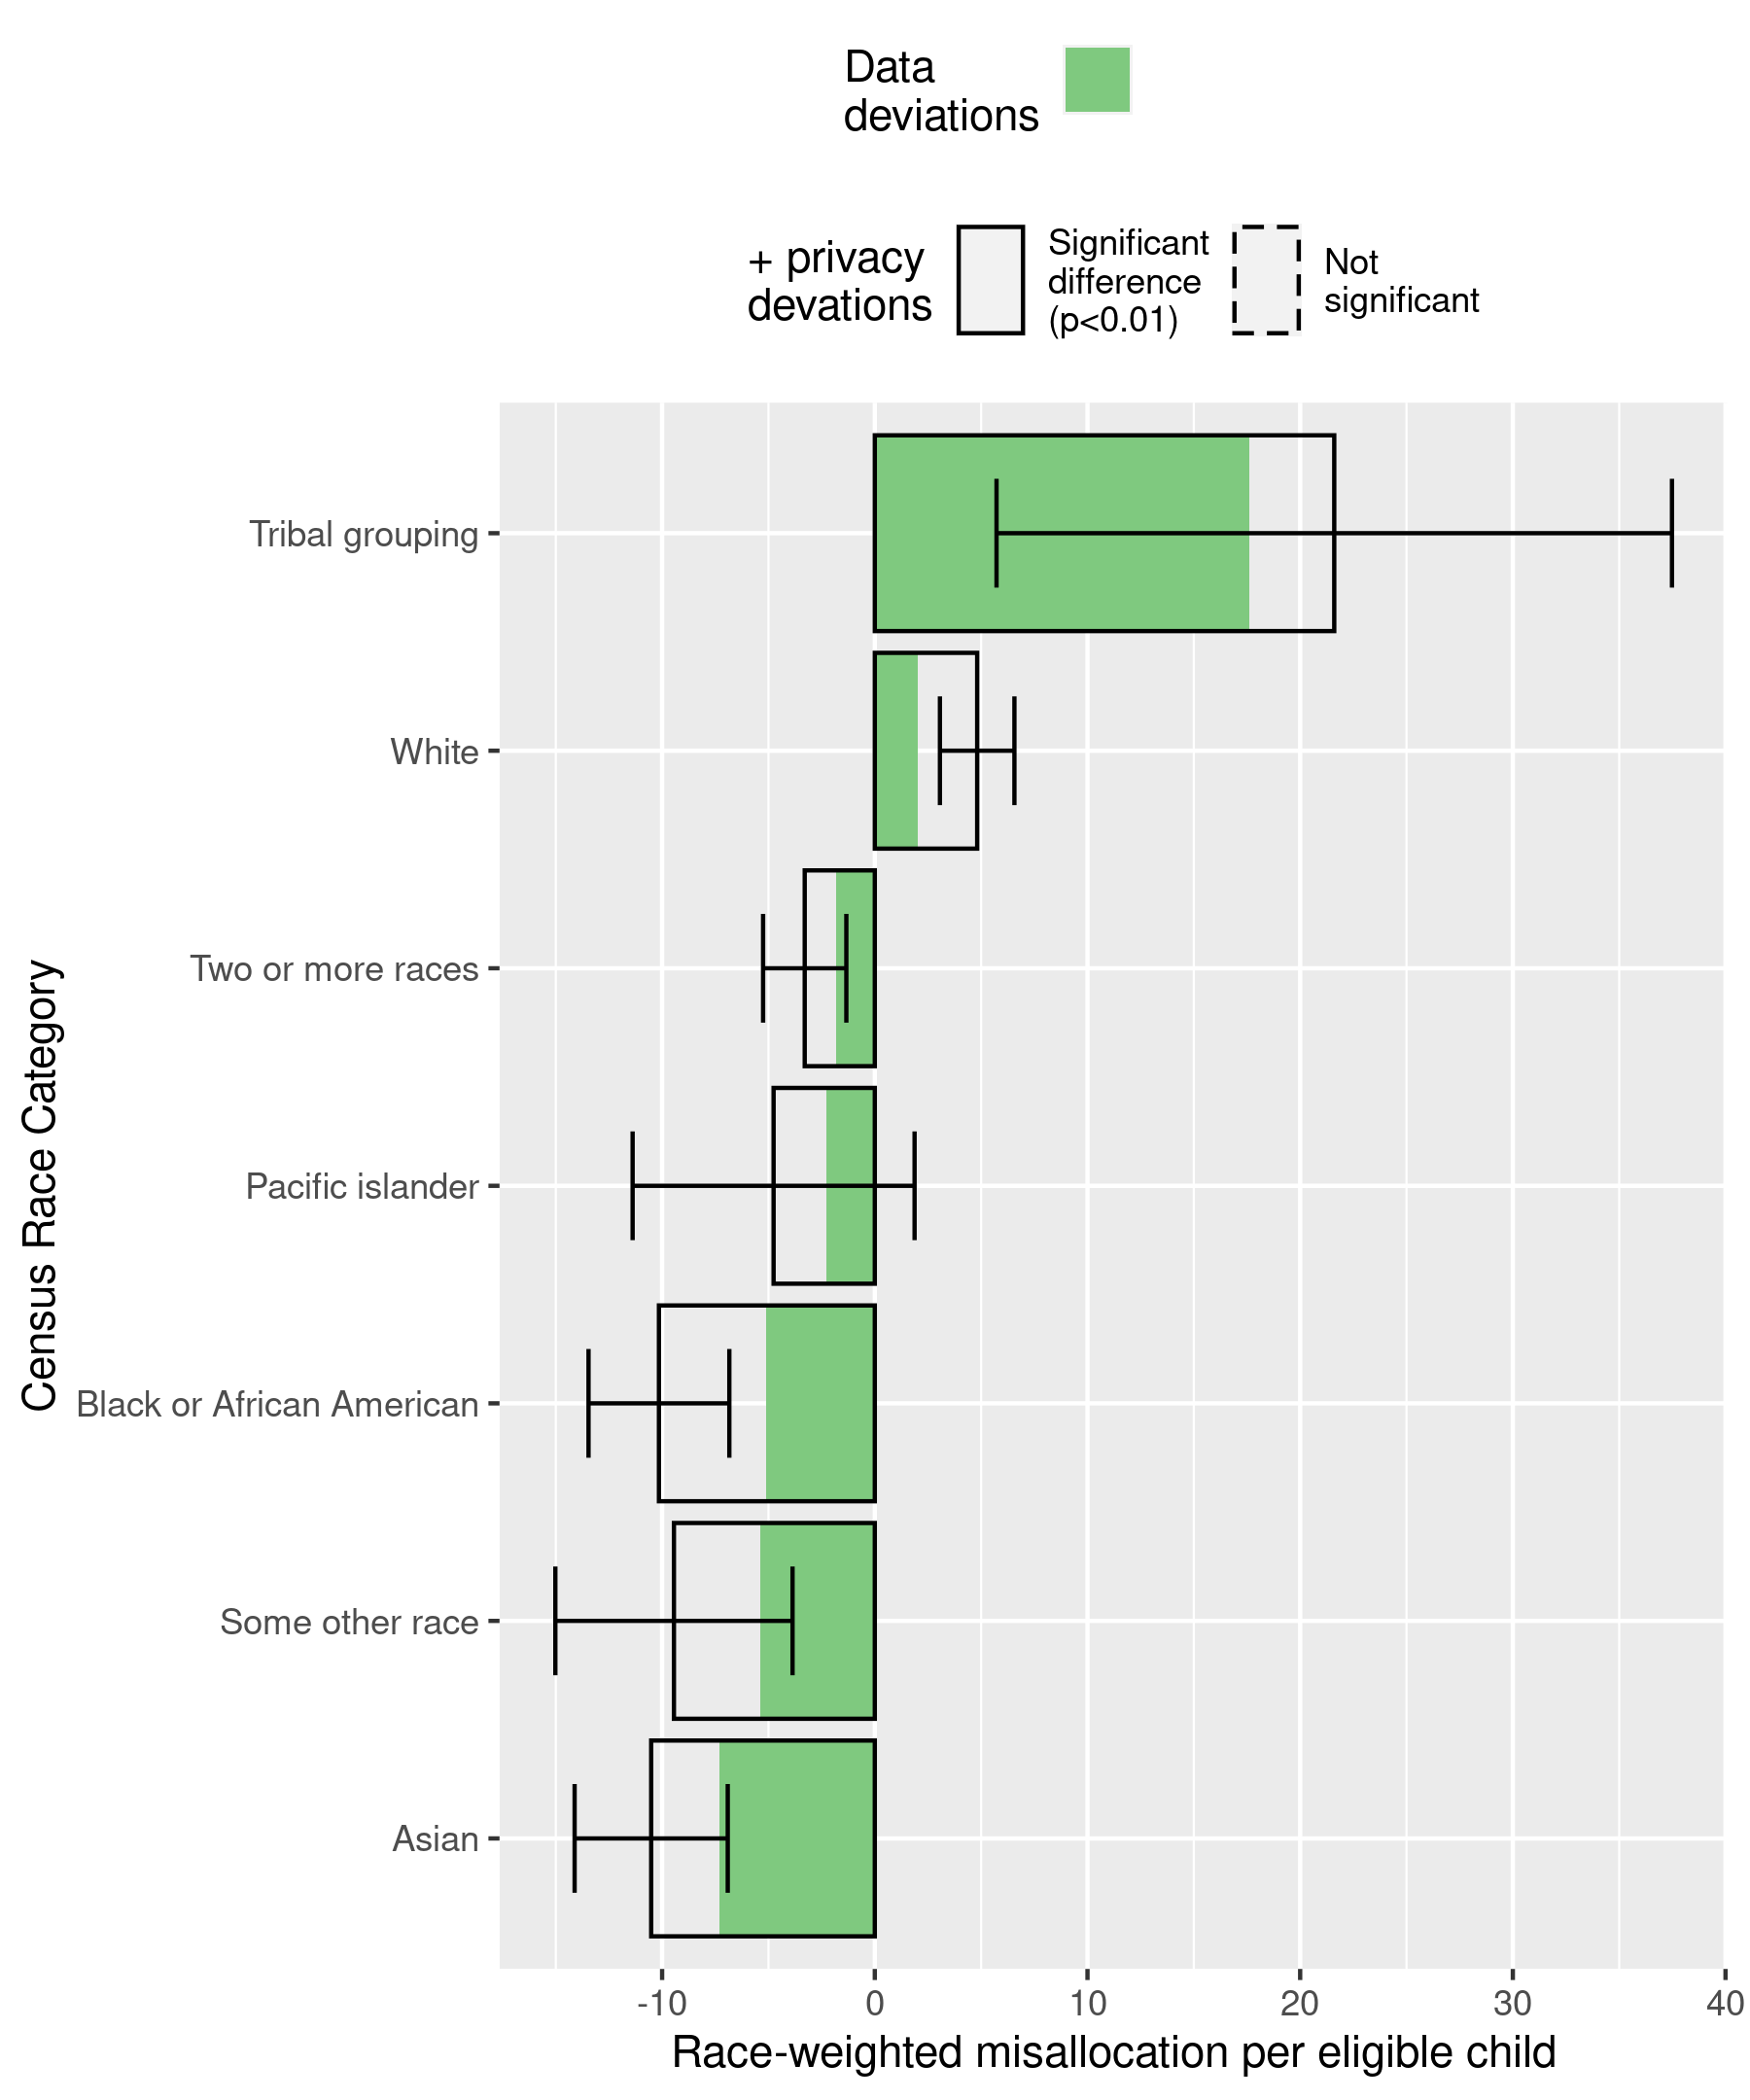 Data
deviations
+ privacy
devations
Significant
difference
(p<0.01)
Not
significant
Census Race Category
Tribal grouping
White
Two or more races
Pacific islander
Black or African American
Some other race
Asian
-10 0 10 20 30 40
Race-weighted misallocation per eligible child